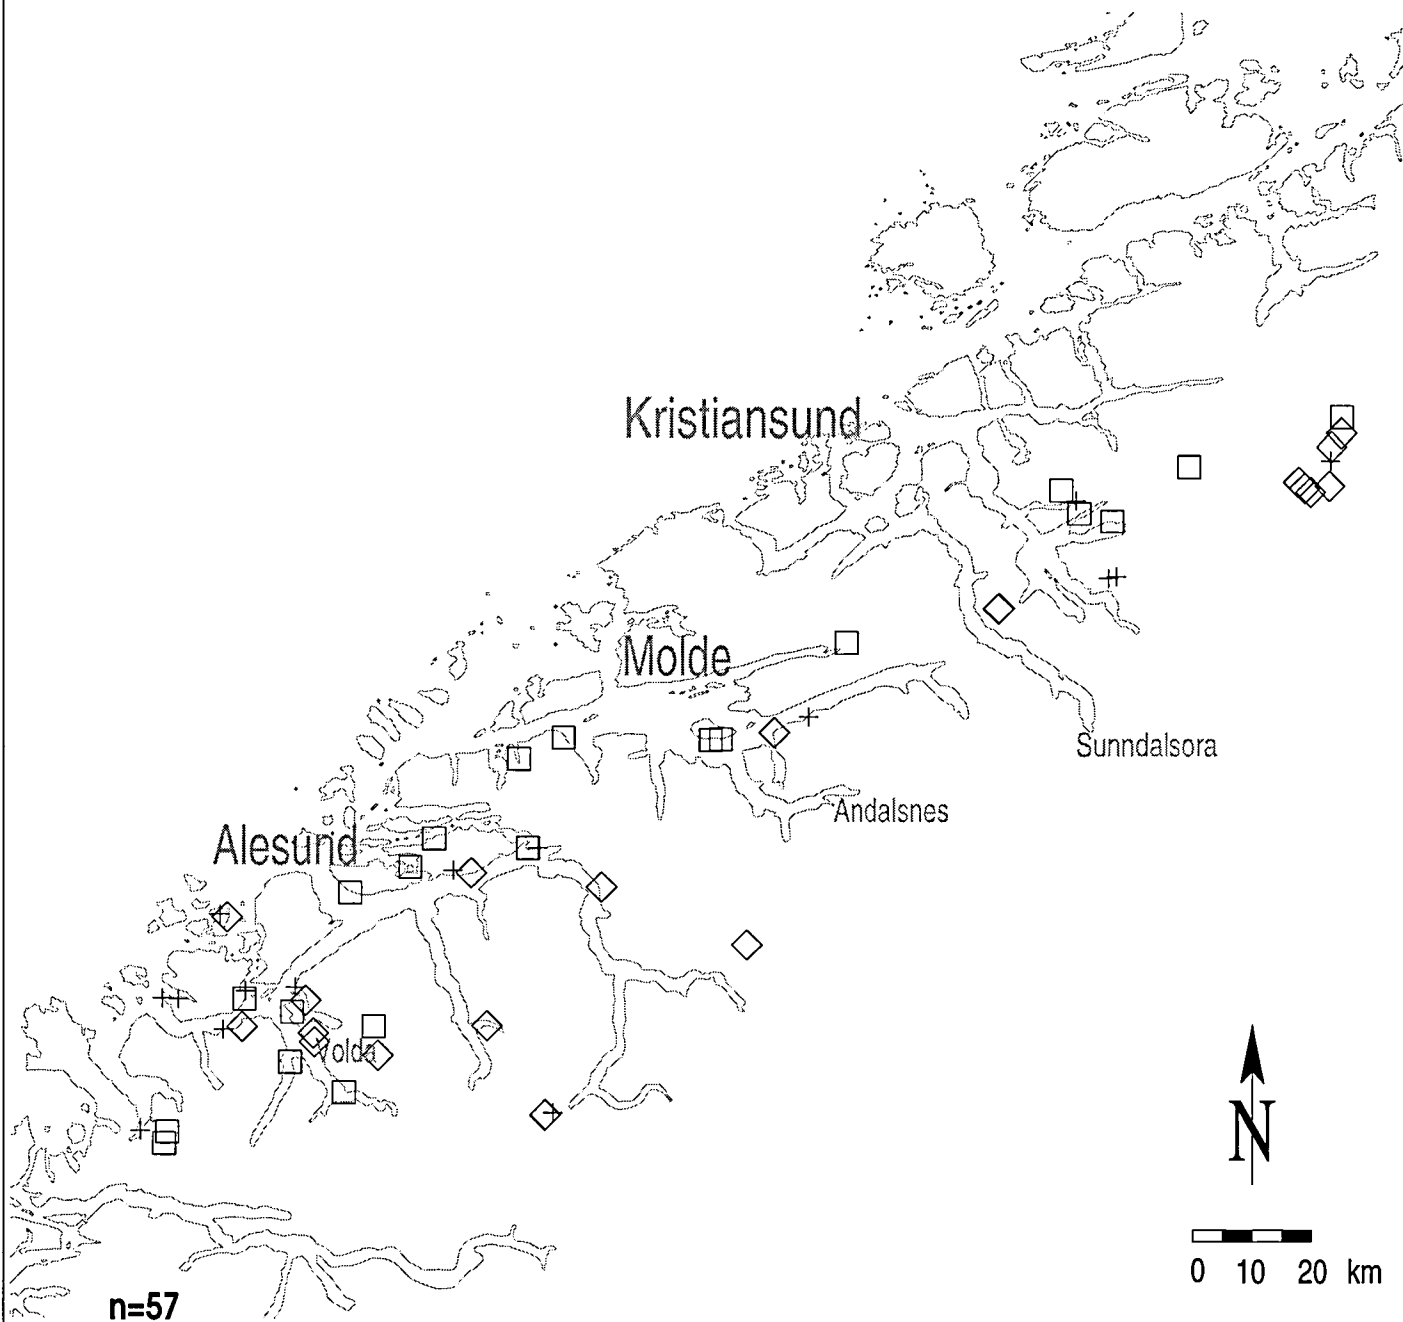 Kristiansund
Molde
Sunndalsora
Andalsnes
Alesund
Volda
N
0 10 20 km
n=57